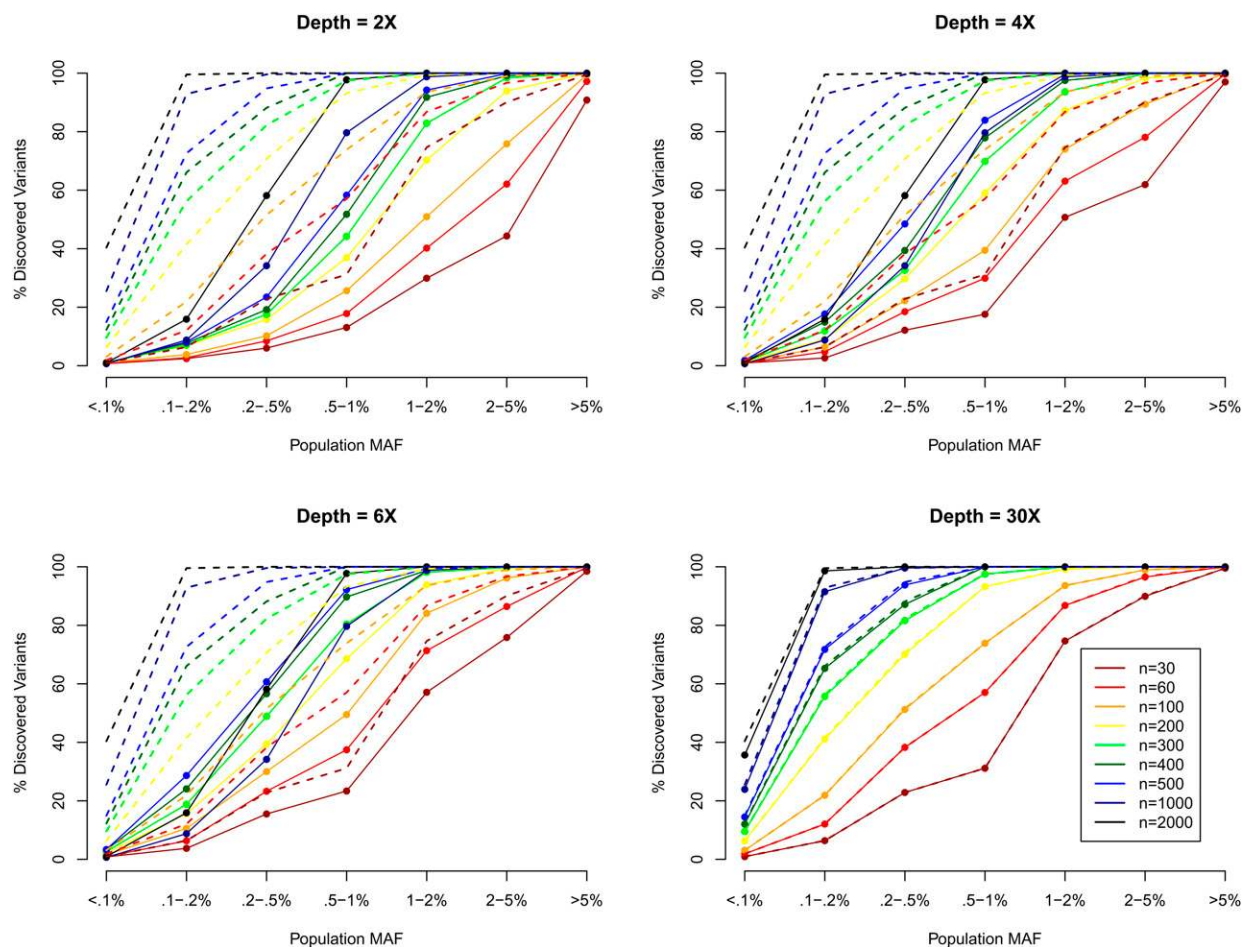 Depth = 2X
% Discovered Variants
100
80
60
40
20
0
<.1%
.1−.2%
.2−.5%
.5−1%
1−2%
2−5%
>5%
Population MAF
Depth = 4X
% Discovered Variants
100
80
60
40
20
0
<.1%
.1−.2%
.2−.5%
.5−1%
1−2%
2−5%
>5%
Population MAF
Depth = 6X
% Discovered Variants
100
80
60
40
20
0
<.1%
.1−.2%
.2−.5%
.5−1%
1−2%
2−5%
>5%
Population MAF
Depth = 30X
% Discovered Variants
100
80
60
40
20
0
n=30
n=60
n=100
n=200
n=300
n=400
n=500
n=1000
n=2000
<.1%
.1−.2%
.2−.5%
.5−1%
1−2%
2−5%
>5%
Population MAF